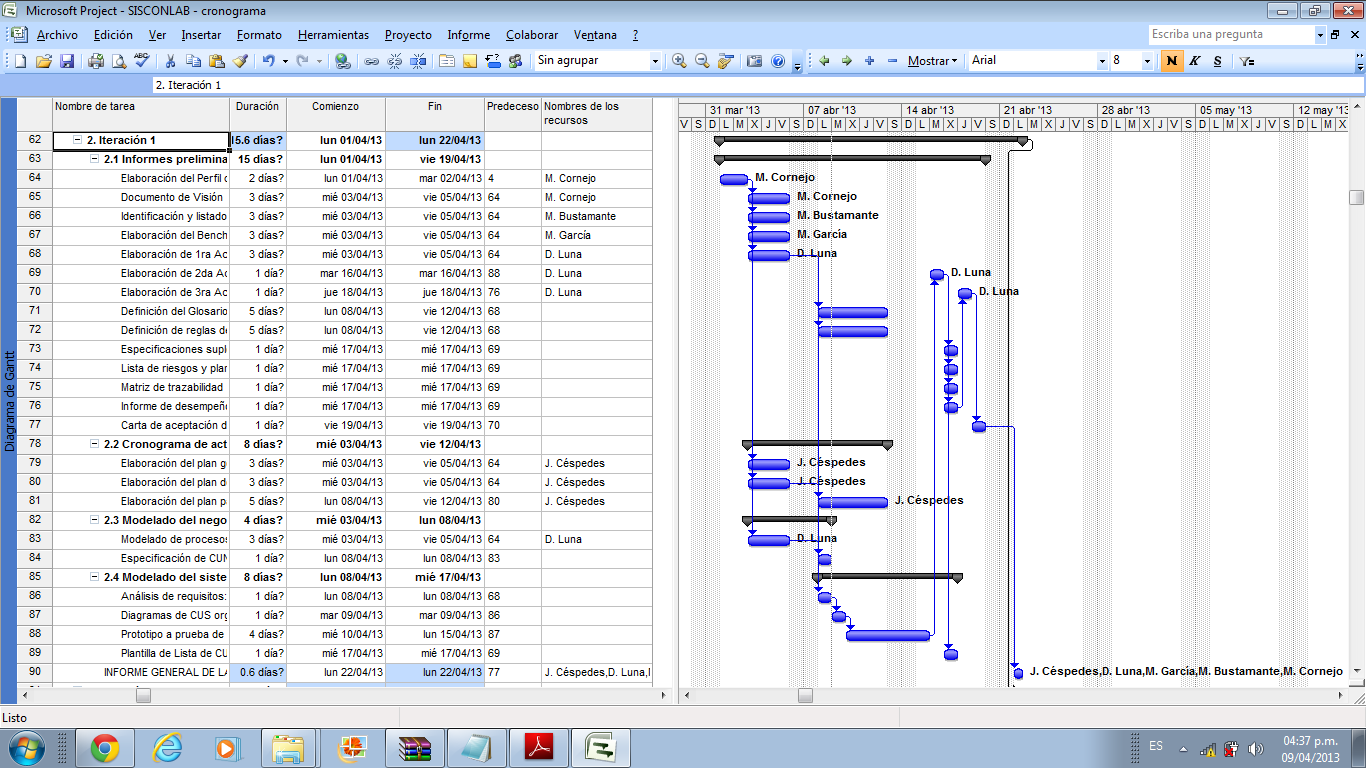 Microsoft Project - SISCONLAB - cronograma
Archivo Edición Ver Insertar Formato Herramientas Proyecto Informe Colaborar Ventana ? Escriba una pregunta
Sin agrupar Mostrar Arial 8 N K S
2. Iteración 1
Nombre de tarea Duración Comienzo Fin Predeceso Nombres de los recursos
31 mar '13 07 abr '13 14 abr '13 21 abr '13 28 abr '13 05 may '13 12 may '13
V S D L M X J V S D L M X J V S D L M X J V S D L M X J V S D L M X J V S D L M X J V S D L M X
62 2. Iteración 1 15.6 días? lun 01/04/13 lun 22/04/13
63 2.1 Informes prelimina 15 días? lun 01/04/13 vie 19/04/13
64 Elaboración del Perfil d 2 días? lun 01/04/13 mar 02/04/13 4 M. Cornejo M. Cornejo
65 Documento de Visión 3 días? mié 03/04/13 vie 05/04/13 64 M. Cornejo M. Cornejo
66 Identificación y listado 3 días? mié 03/04/13 vie 05/04/13 64 M. Bustamante M. Bustamante
67 Elaboración del Bench 3 días? mié 03/04/13 vie 05/04/13 64 M. García M. García
68 Elaboración de 1ra Ac 3 días? mié 03/04/13 vie 05/04/13 64 D. Luna D. Luna
69 Elaboración de 2da Ac 1 día? mar 16/04/13 mar 16/04/13 88 D. Luna D. Luna
70 Elaboración de 3ra Ac 1 día? jue 18/04/13 jue 18/04/13 76 D. Luna D. Luna
71 Definición del Glosario 5 días? lun 08/04/13 vie 12/04/13 68
72 Definición de reglas de 5 días? lun 08/04/13 vie 12/04/13 68
73 Especificaciones supl 1 día? mié 17/04/13 mié 17/04/13 69
74 Lista de riesgos y plan 1 día? mié 17/04/13 mié 17/04/13 69
75 Matriz de trazabilidad 1 día? mié 17/04/13 mié 17/04/13 69
76 Informe de desempeñ 1 día? mié 17/04/13 mié 17/04/13 69
77 Carta de aceptación d 1 día? vie 19/04/13 vie 19/04/13 70
78 2.2 Cronograma de act 8 días? mié 03/04/13 vie 12/04/13
79 Elaboración del plan g 3 días? mié 03/04/13 vie 05/04/13 64 J. Céspedes J. Céspedes
80 Elaboración del plan d 3 días? mié 03/04/13 vie 05/04/13 64 J. Céspedes J. Céspedes
81 Elaboración del plan p 5 días? lun 08/04/13 vie 12/04/13 80 J. Céspedes J. Céspedes
82 2.3 Modelado del nego 4 días? mié 03/04/13 lun 08/04/13
83 Modelado de procesos 3 días? mié 03/04/13 vie 05/04/13 64 D. Luna D. Luna
84 Especificación de CUN 1 día? lun 08/04/13 lun 08/04/13 83
85 2.4 Modelado del siste 8 días? lun 08/04/13 mié 17/04/13
86 Análisis de requisitos: 1 día? lun 08/04/13 lun 08/04/13 68
87 Diagramas de CUS org 1 día? mar 09/04/13 mar 09/04/13 86
88 Prototipo a prueba de 4 días? mié 10/04/13 lun 15/04/13 87
89 Plantilla de Lista de CU 1 día? mié 17/04/13 mié 17/04/13 69
90 INFORME GENERAL DE LA 0.6 días? lun 22/04/13 lun 22/04/13 77 J. Céspedes,D. Luna,I J. Céspedes,D. Luna,M. García,M. Bustamante,M. Cornejo
Diagrama de Gantt
Listo
ES 04:37 p.m.
09/04/2013